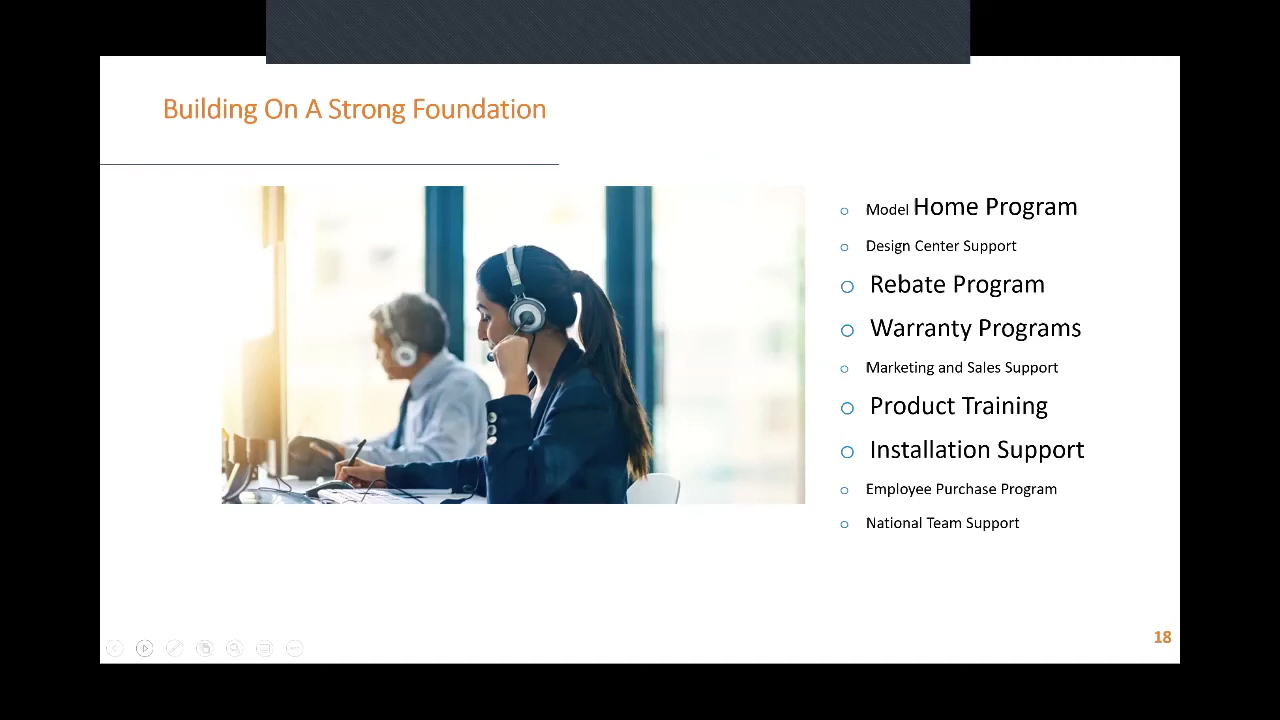 Building On A Strong Foundation
Model Home Program
Design Center Support
Rebate Program
Warranty Programs
Marketing and Sales Support
Product Training
Installation Support
Employee Purchase Program
National Team Support
18